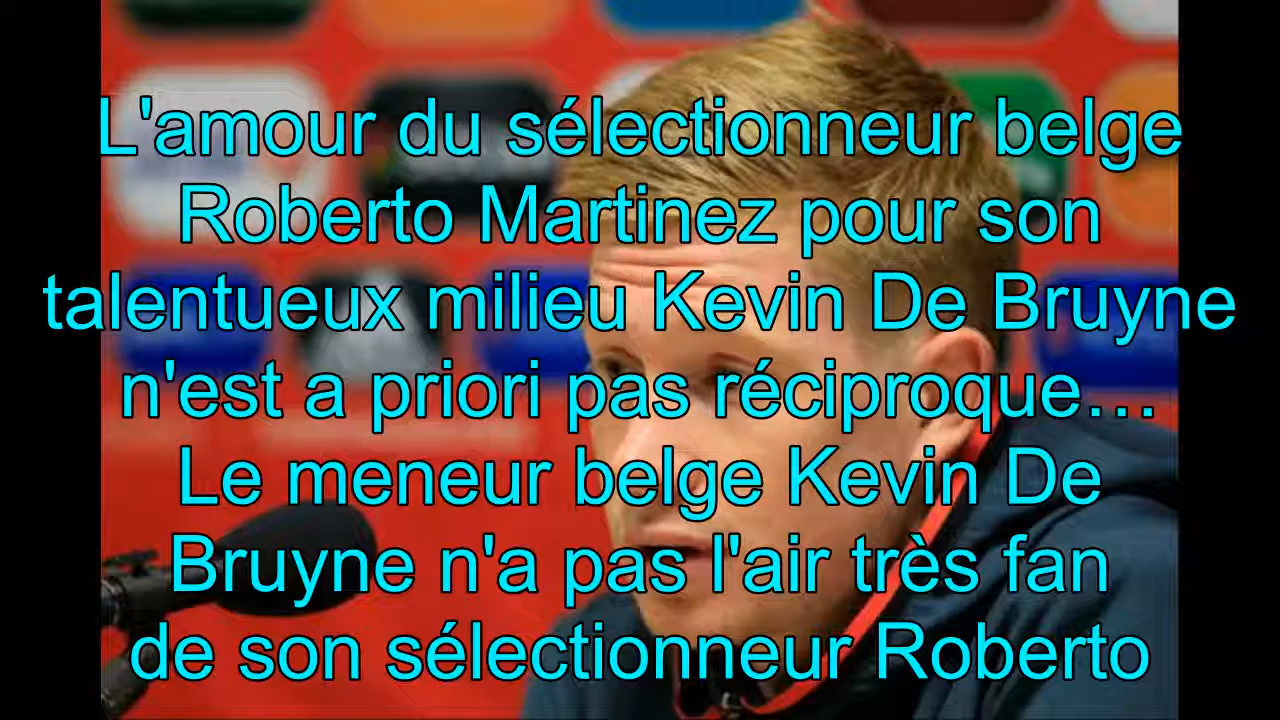 L'amour du sélectionneur belge
Roberto Martinez pour son
talentueux milieu Kevin De Bruyne
n'est a priori pas réciproque…
Le meneur belge Kevin De
Bruyne n'a pas l'air très fan
de son sélectionneur Roberto